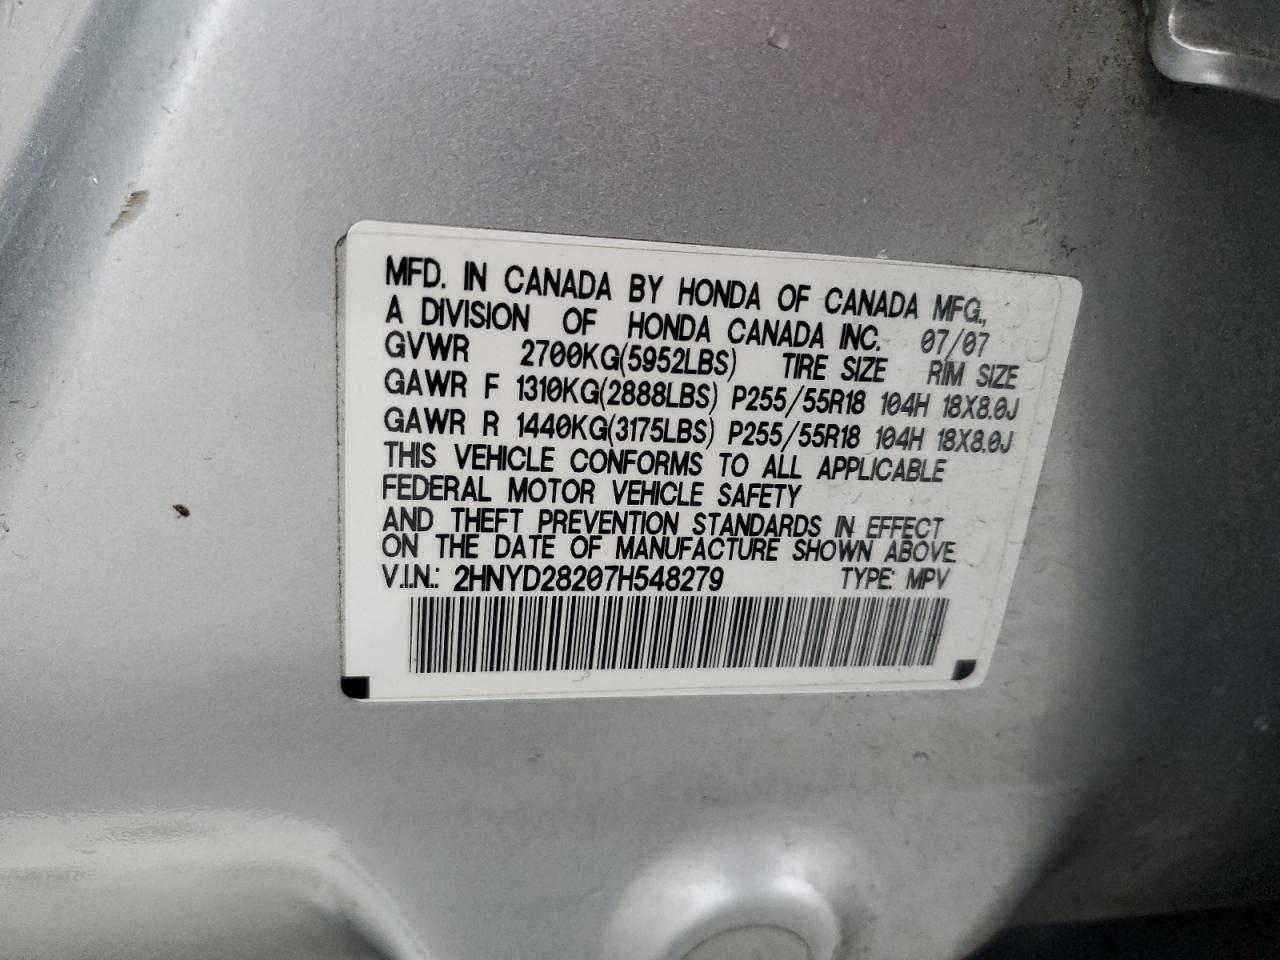 MFD. IN CANADA BY HONDA OF CANADA MFG.,
A DIVISION OF HONDA CANADA INC. 07/07
GVWR 2700KG(5952LBS) TIRE SIZE RIM SIZE
GAWR F 1310KG(2888LBS) P255/55R18 104H 18X8.0J
GAWR R 1440KG(3175LBS) P255/55R18 104H 18X8.0J
THIS VEHICLE CONFORMS TO ALL APPLICABLE
FEDERAL MOTOR VEHICLE SAFETY
AND THEFT PREVENTION STANDARDS IN EFFECT
ON THE DATE OF MANUFACTURE SHOWN ABOVE.
V.I.N.: 2HNYD28207H548279 TYPE: MPV